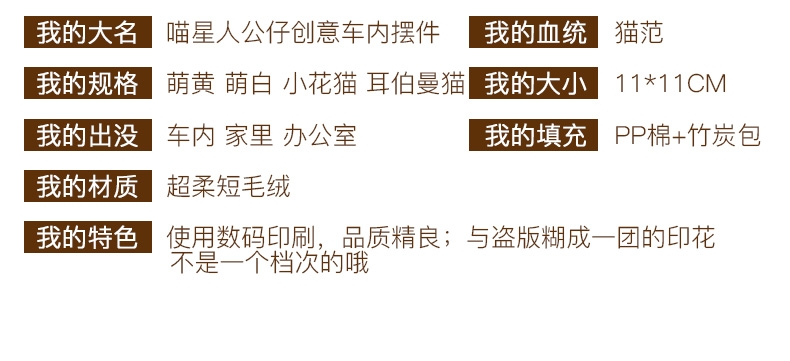 我的大名 喵星人公仔创意车内摆件 我的血统 猫范
我的规格 萌黄 萌白 小花猫 耳伯曼猫 我的大小 11*11CM
我的出没 车内 家里 办公室 我的填充 PP棉+竹炭包
我的材质 超柔短毛绒
我的特色 使用数码印刷，品质精良；与盗版糊成一团的印花
不是一个档次的哦